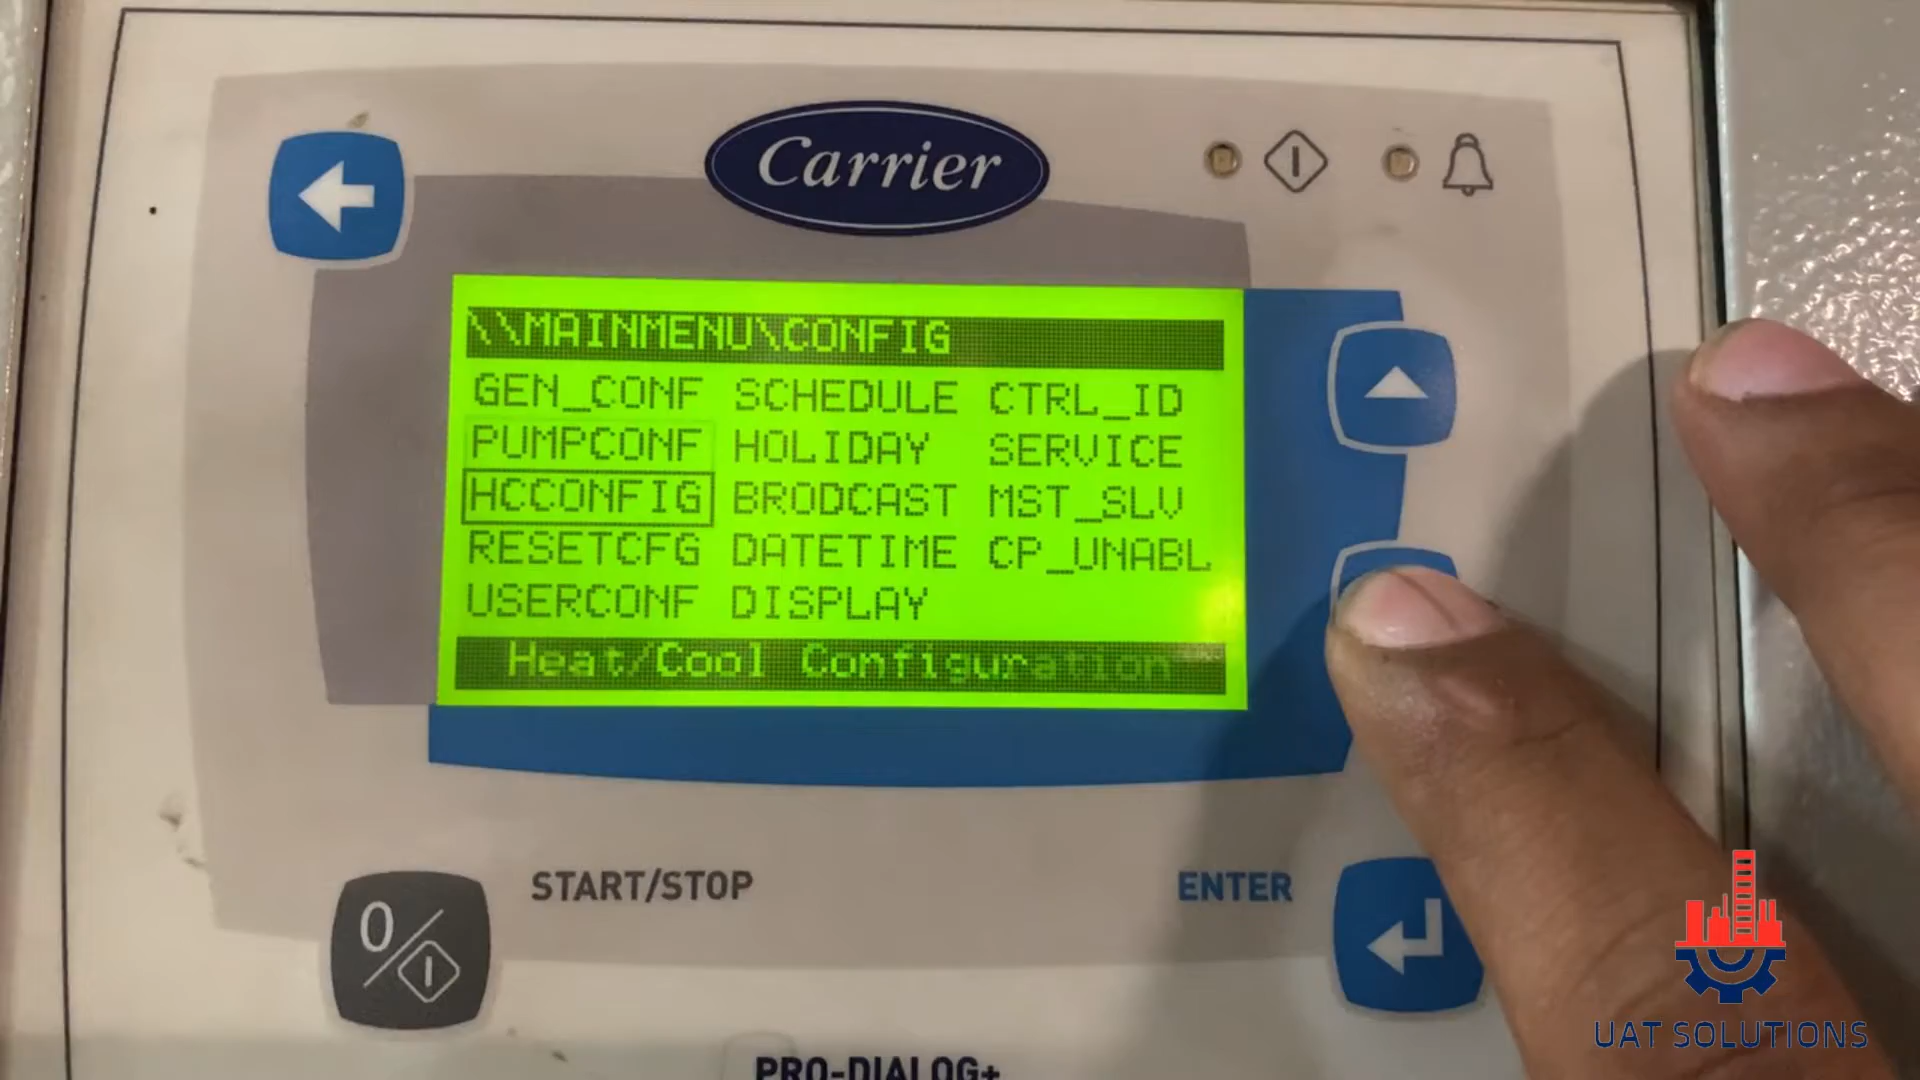 Carrier
\\MAINMENU\CONFIG
GEN_CONF SCHEDULE CTRL_ID
PUMPCONF HOLIDAY SERVICE
HCCONFIG BRODCAST MST_SLV
RESETCFG DATETIME CP_UNABL
USERCONF DISPLAY
Heat/Cool Configuration
START/STOP
ENTER
0/
PRO-DIALOG+
UAT SOLUTIONS